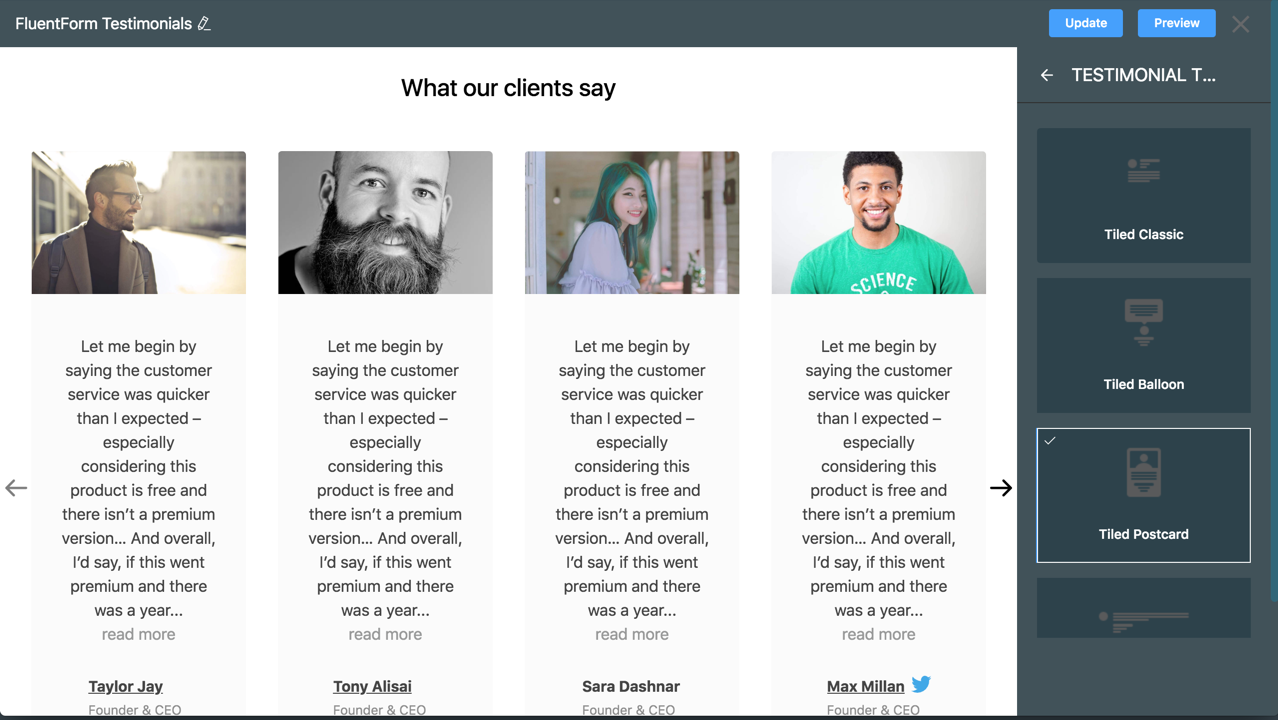 FluentForm Testimonials
Update
Preview
TESTIMONIAL T...
What our clients say
SCIENCE
Let me begin by
saying the customer
service was quicker
than I expected –
especially
considering this
product is free and
there isn’t a premium
version... And overall,
I’d say, if this went
premium and there
was a year...
read more
Taylor Jay
Founder & CEO
Let me begin by
saying the customer
service was quicker
than I expected –
especially
considering this
product is free and
there isn’t a premium
version... And overall,
I’d say, if this went
premium and there
was a year...
read more
Tony Alisai
Founder & CEO
Let me begin by
saying the customer
service was quicker
than I expected –
especially
considering this
product is free and
there isn’t a premium
version... And overall,
I’d say, if this went
premium and there
was a year...
read more
Sara Dashnar
Founder & CEO
Let me begin by
saying the customer
service was quicker
than I expected –
especially
considering this
product is free and
there isn’t a premium
version... And overall,
I’d say, if this went
premium and there
was a year...
read more
Max Millan
Founder & CEO
Tiled Classic
Tiled Balloon
Tiled Postcard